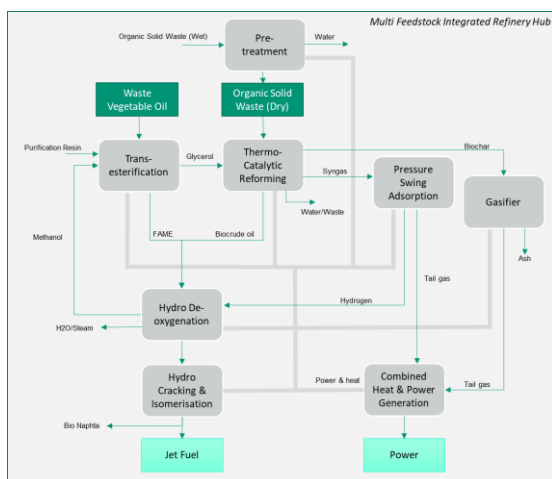 Multi Feedstock Integrated Refinery Hub
Organic Solid Waste (Wet)
Pre-
treatment
Water
Waste
Vegetable Oil
Organic Solid
Waste (Dry)
Purification Resin
Trans-
esterification
Glycerol
Thermo-
Catalytic
Reforming
Biochar
Syngas
Pressure
Swing
Adsorption
Gasifier
Water/Waste
Methanol
FAME
Biocrude oil
Ash
Hydrogen
Tail gas
Hydro De-
oxygenation
H2O/Steam
Hydro
Cracking &
Isomerisation
Power & heat
Combined
Heat & Power
Generation
Tail gas
Bio Naphta
Jet Fuel
Power